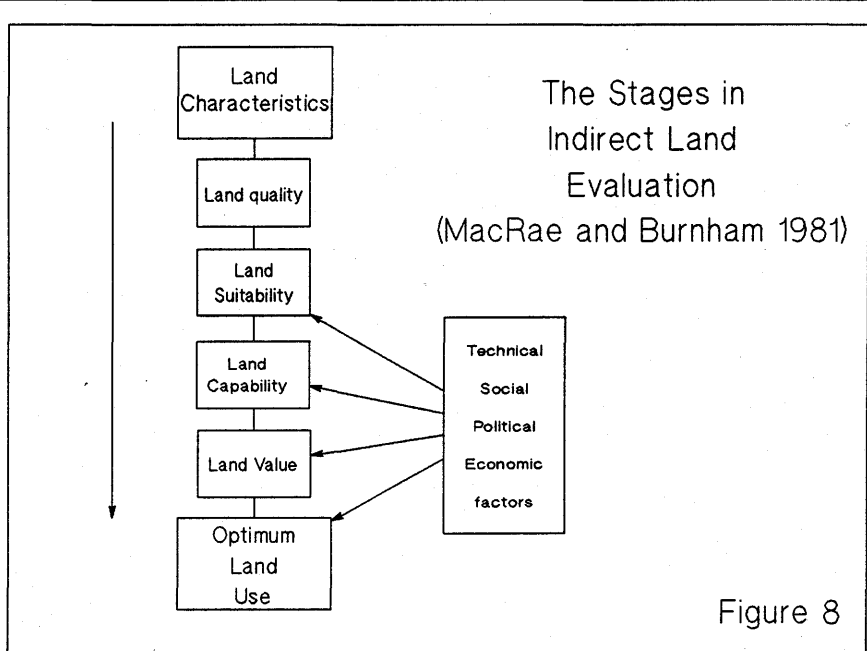 Land
Characteristics
Land quality
Land
Suitability
Land
Capability
Land Value
Optimum
Land
Use
The Stages in
Indirect Land
Evaluation
(MacRae and Burnham 1981)
Technical
Social
Political
Economic
factors
Figure 8